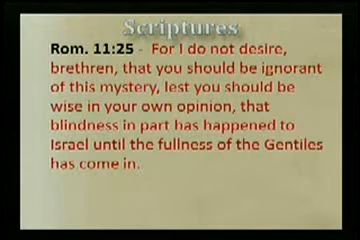 Scriptures
Rom. 11:25 - For I do not desire,
brethren, that you should be ignorant
of this mystery, lest you should be
wise in your own opinion, that
blindness in part has happened to
Israel until the fullness of the Gentiles
has come in.